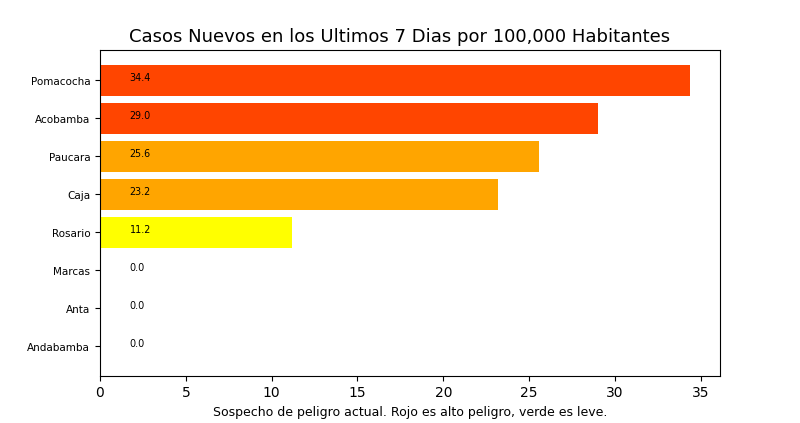 Casos Nuevos en los Ultimos 7 Dias por 100,000 Habitantes
Pomacocha 34.4
Acobamba 29.0
Paucara 25.6
Caja 23.2
Rosario 11.2
Marcas 0.0
Anta 0.0
Andabamba 0.0
0 5 10 15 20 25 30 35
Sospecho de peligro actual. Rojo es alto peligro, verde es leve.